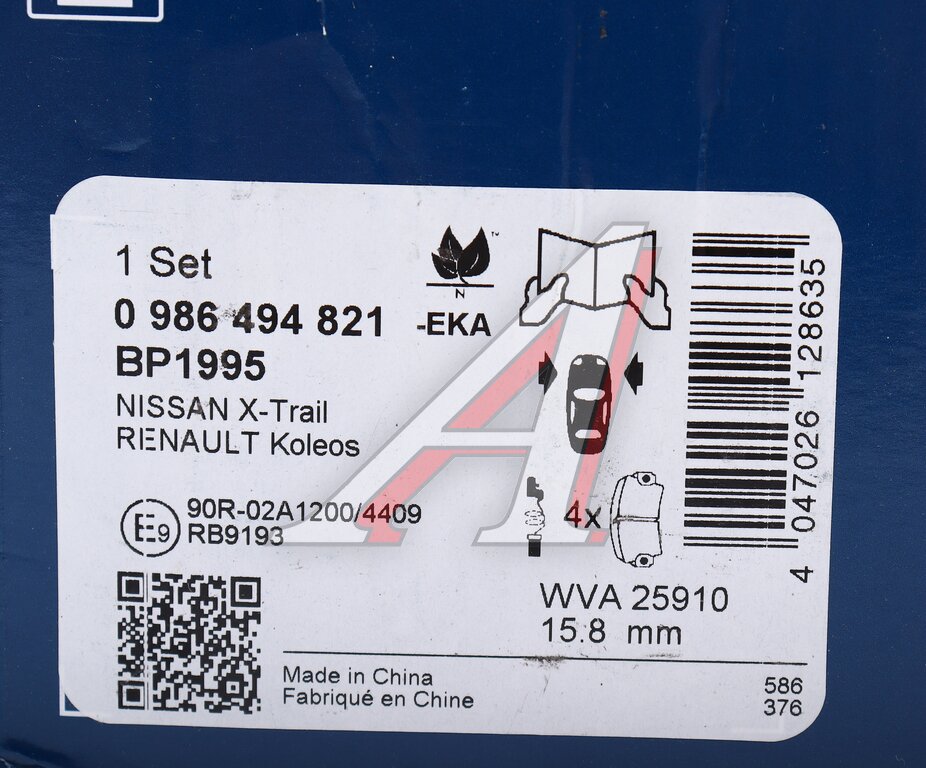 1 Set
0 986 494 821 -EKA
BP1995
NISSAN X-Trail
RENAULT Koleos
E9
90R-02A1200/4409
RB9193
N
TM
4x
WVA 25910
15.8 mm
Made in China
Fabriqué en Chine
586
376
4 047026 128635